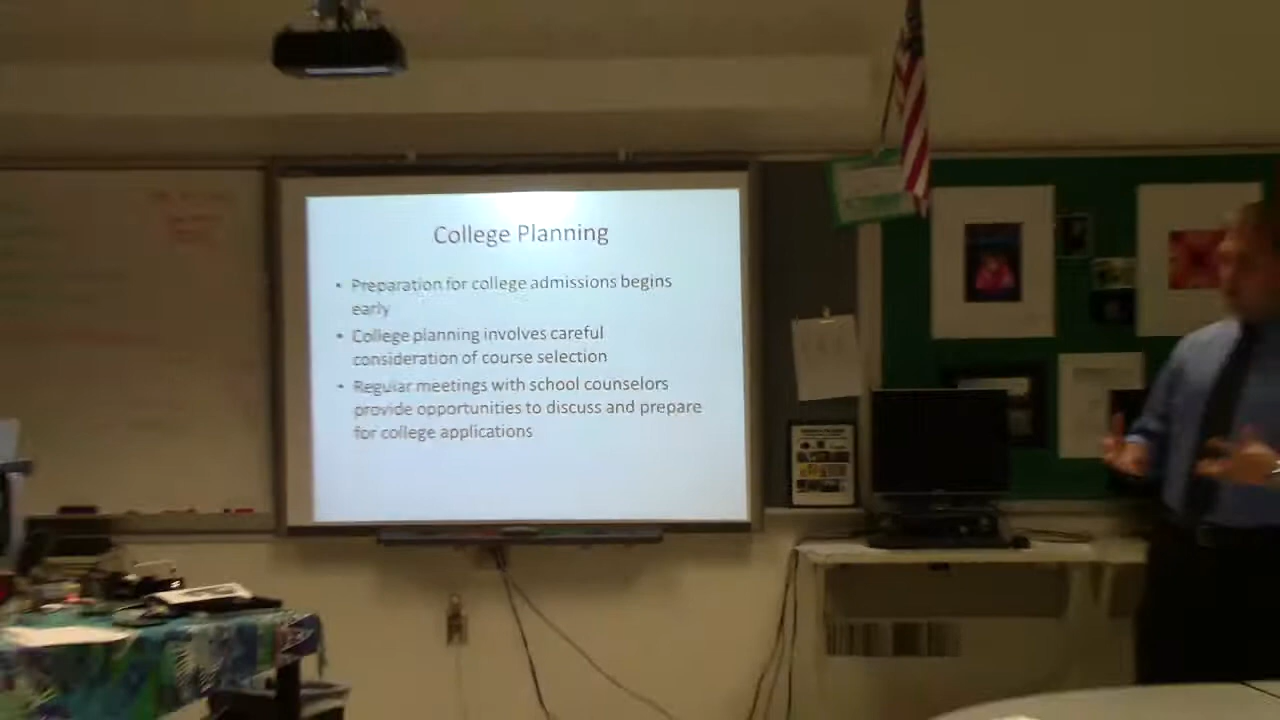 College Planning
• Preparation for college admissions begins
early
• College planning involves careful
consideration of course selection
• Regular meetings with school counselors
provide opportunities to discuss and prepare
for college applications